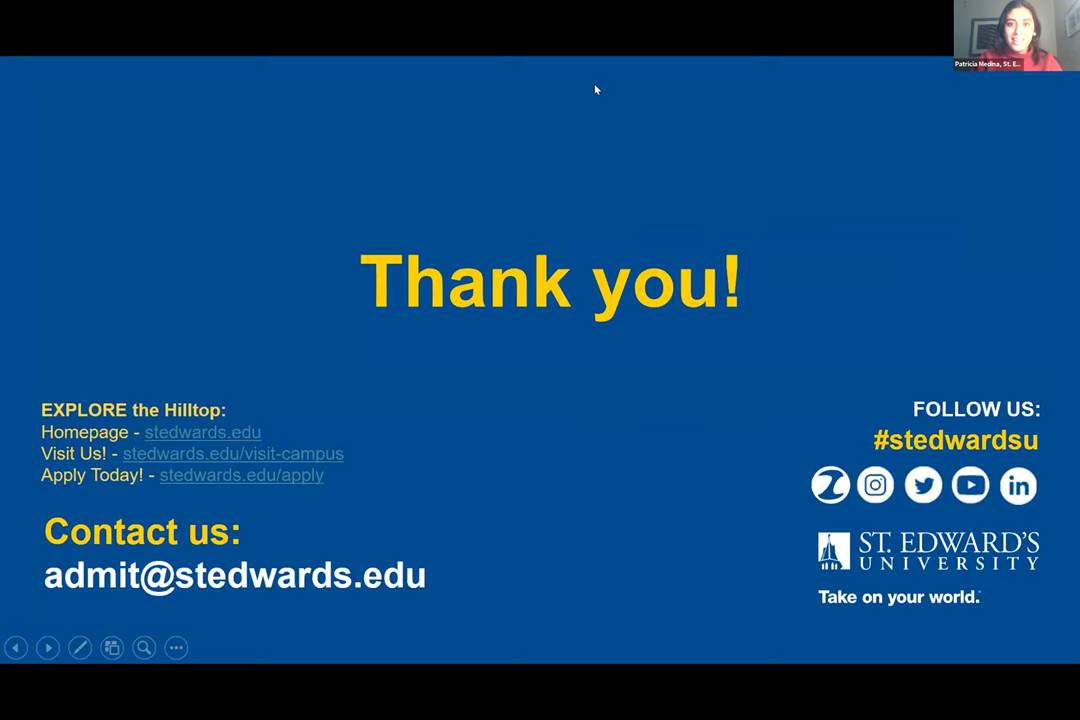 Patricia Medina, St. E...
Thank you!
EXPLORE the Hilltop:
Homepage - stedwards.edu
Visit Us! - stedwards.edu/visit-campus
Apply Today! - stedwards.edu/apply
Contact us:
admit@stedwards.edu
FOLLOW US:
#stedwardsu
in
ST. EDWARD'S
UNIVERSITY
Take on your world.